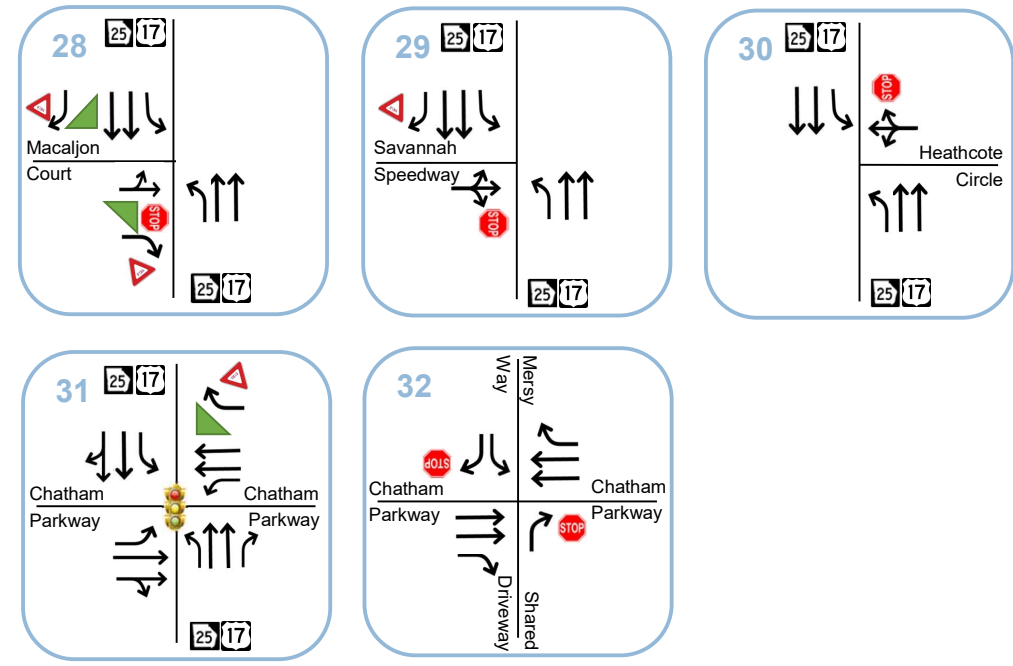 28
25 17
Macaljon
Court
STOP
25 17
29
25 17
Savannah
Speedway
STOP
25 17
30
25 17
STOP
Heathcote
Circle
25 17
31
25 17
Chatham
Parkway
Chatham
Parkway
25 17
32
Mersy
Way
STOP
Chatham
Parkway
Chatham
Parkway
STOP
Shared
Driveway